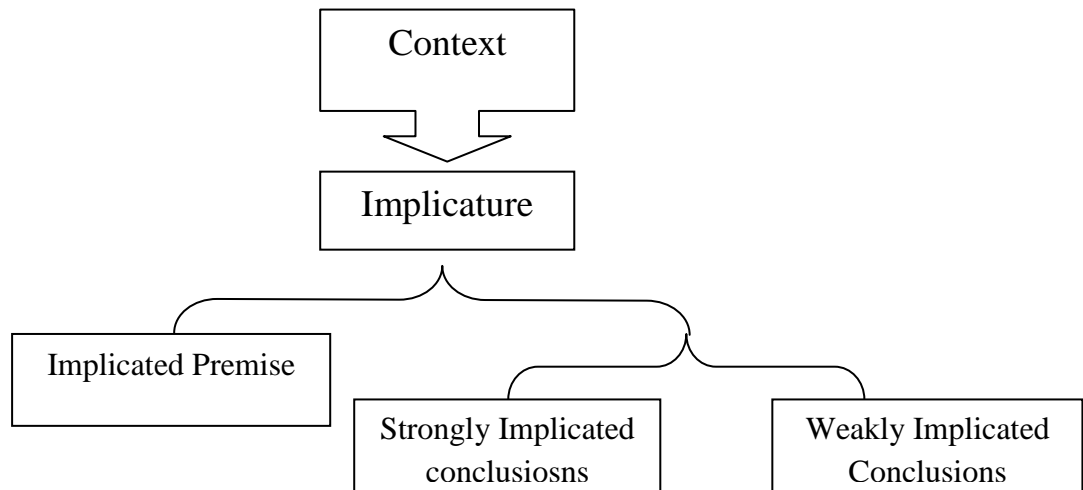 Context
Implicature
Implicated Premise
Strongly Implicated
conclusiosns
Weakly Implicated
Conclusions